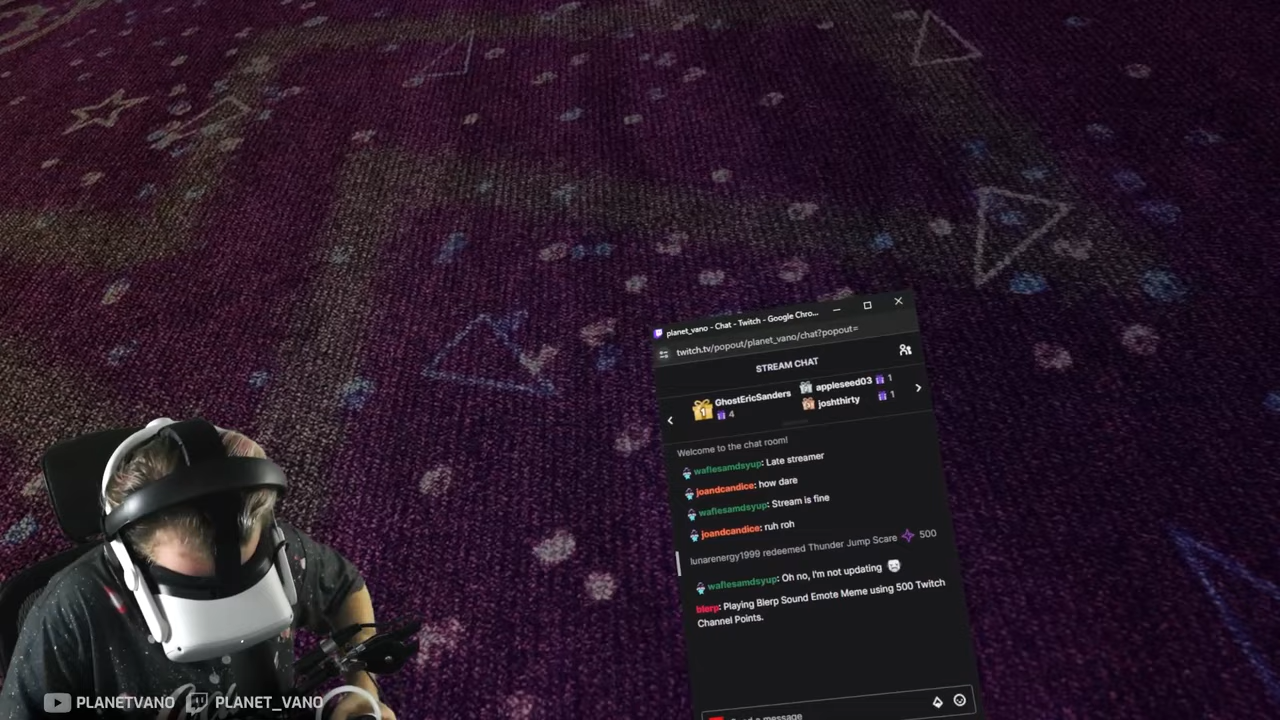 planet_vano - Chat - Twitch - Google Chro...
twitch.tv/popout/planet_vano/chat?popout=
STREAM CHAT
GhostEricSanders
4
appleseed03 1
joshthirty 1
1
Welcome to the chat room!
waflesamdsyup: Late streamer
joandcandice: how dare
waflesamdsyup: Stream is fine
joandcandice: ruh roh
lunarenergy1999 redeemed Thunder Jump Scare 500
waflesamdsyup: Oh no, I'm not updating
blerp: Playing Blerp Sound Emote Meme using 500 Twitch
Channel Points.
Send a message
PLANETVANO PLANET_VANO